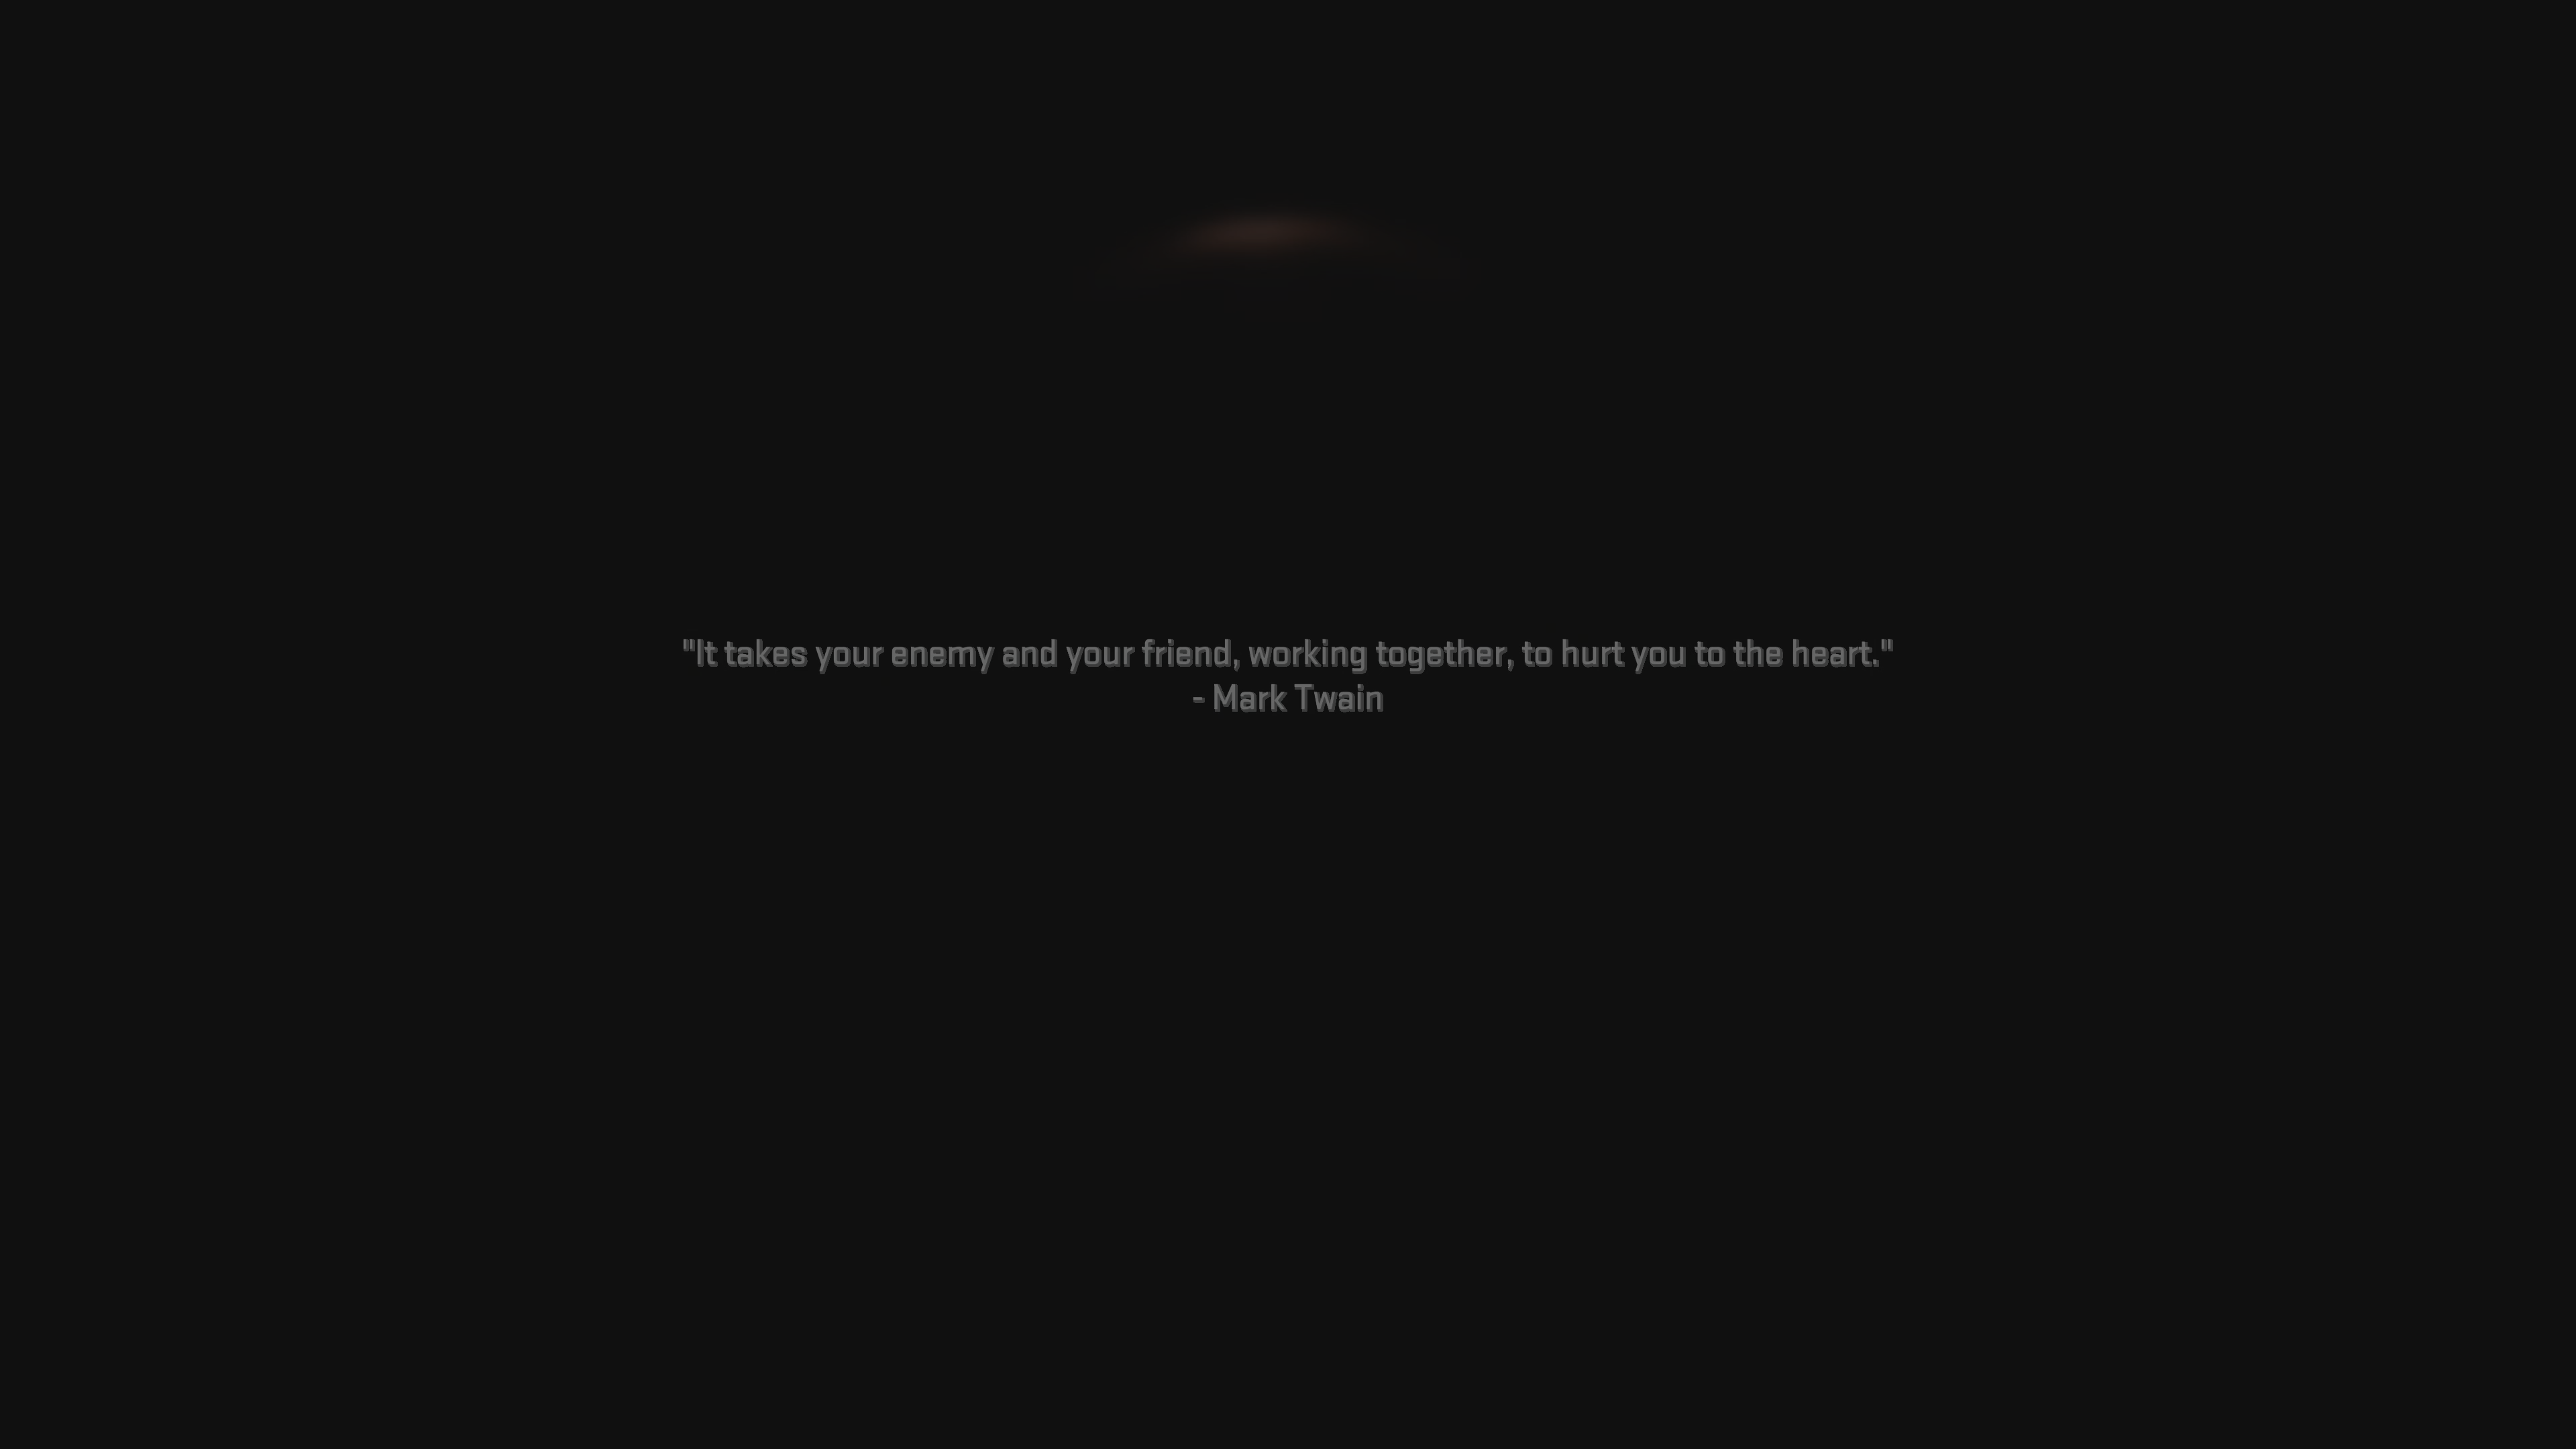 "It takes your enemy and your friend, working together, to hurt you to the heart."
- Mark Twain